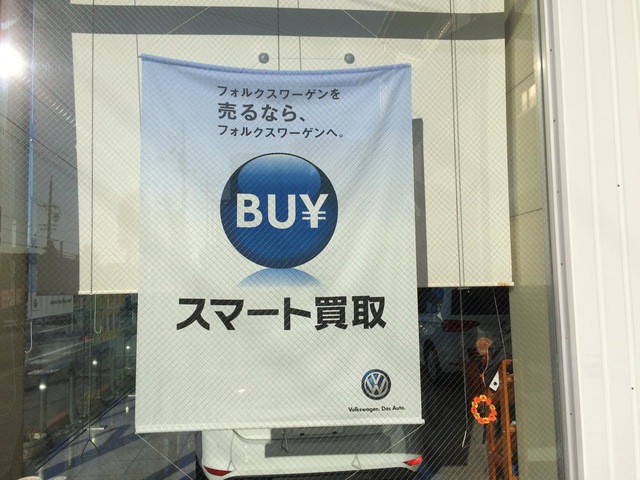 フォルクスワーゲンを
売るなら、
フォルクスワーゲンへ。
BU¥
スマート買取
Volkswagen. Das Auto.